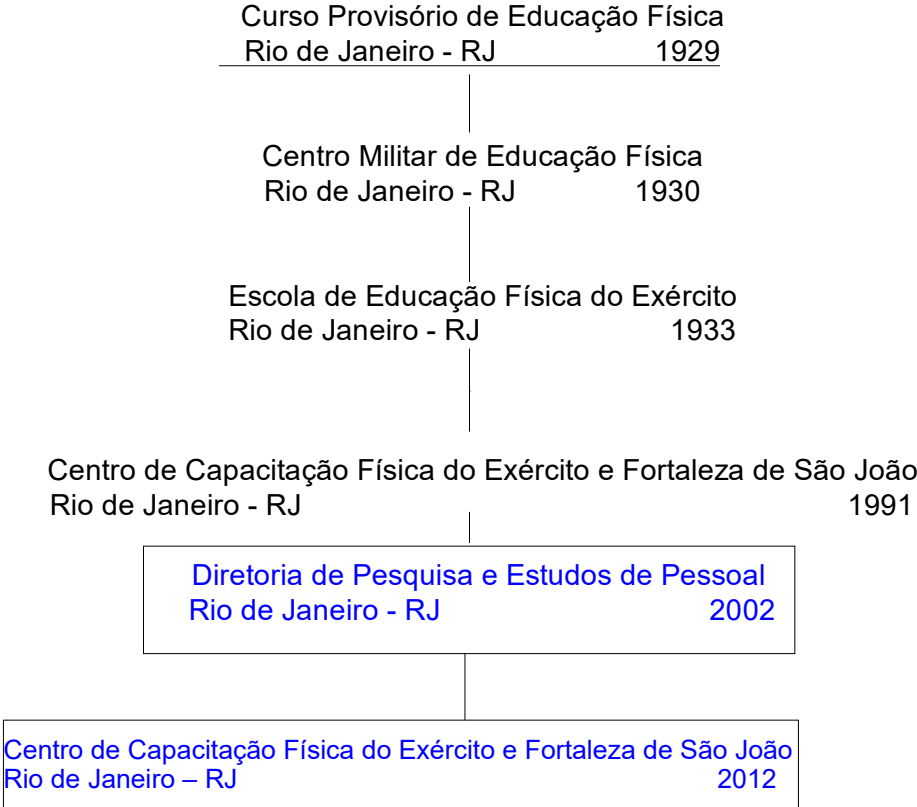 Curso Provisório de Educação Física
Rio de Janeiro - RJ 1929
Centro Militar de Educação Física
Rio de Janeiro - RJ 1930
Escola de Educação Física do Exército
Rio de Janeiro - RJ 1933
Centro de Capacitação Física do Exército e Fortaleza de São João
Rio de Janeiro - RJ 1991
Diretoria de Pesquisa e Estudos de Pessoal
Rio de Janeiro - RJ 2002
Centro de Capacitação Física do Exército e Fortaleza de São João
Rio de Janeiro – RJ 2012